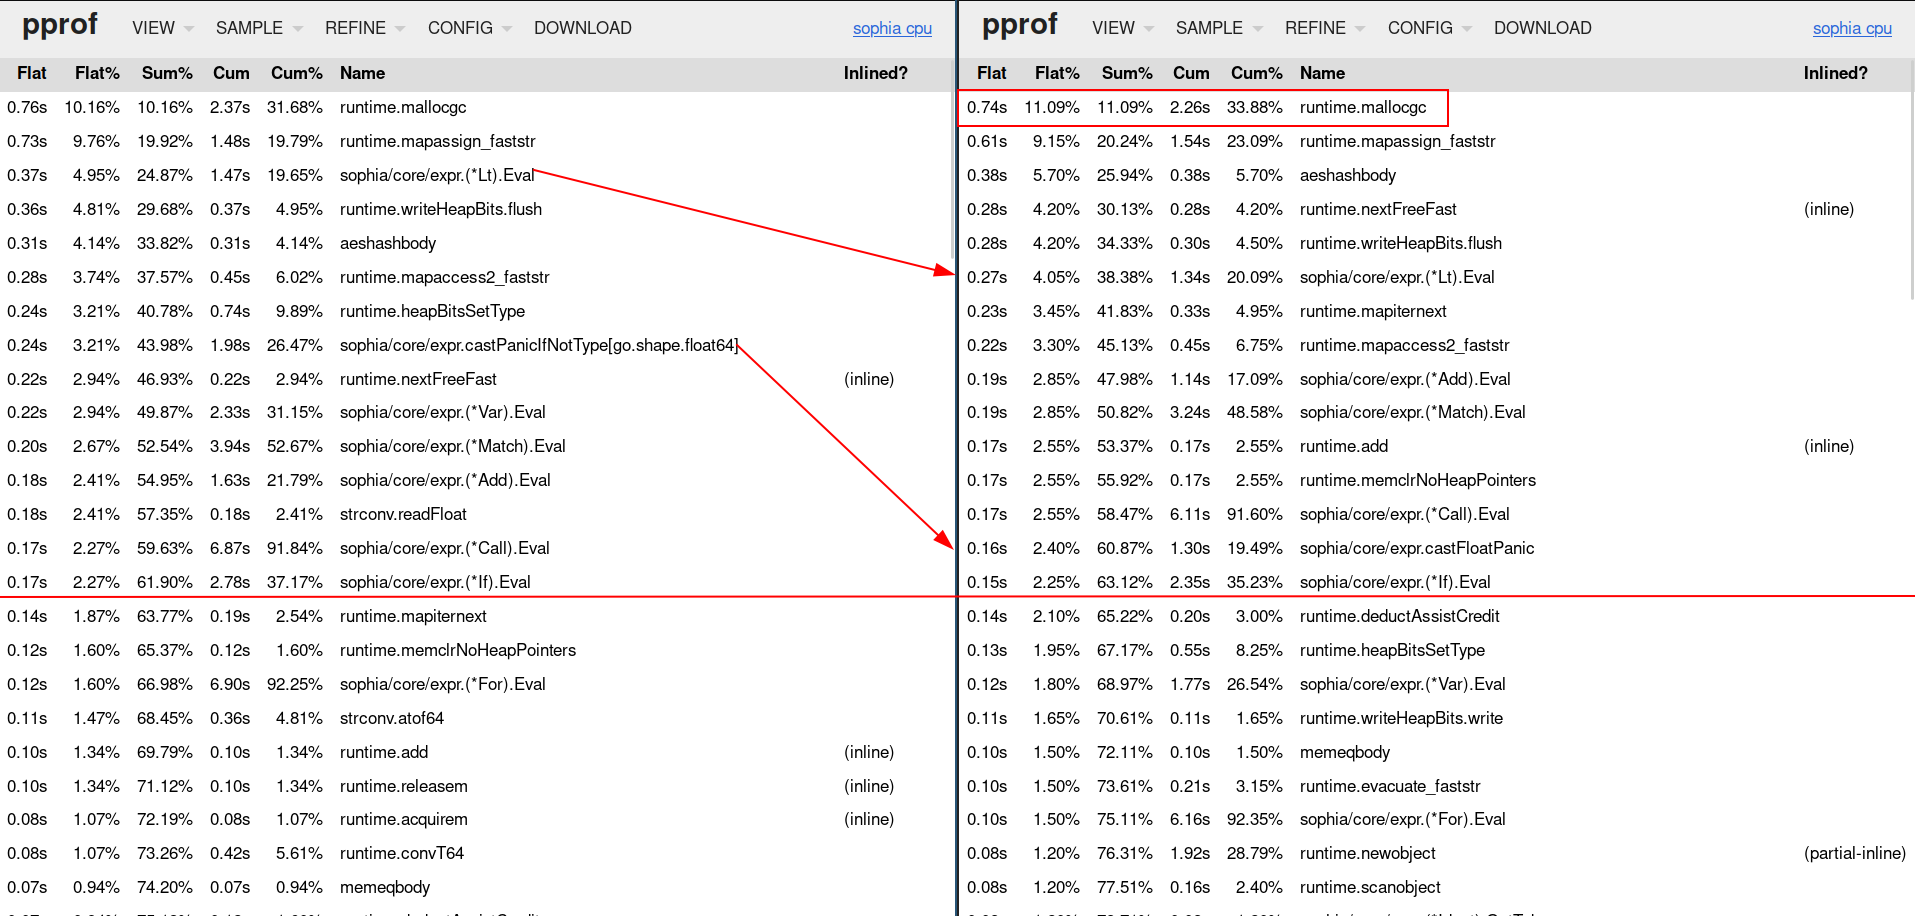 pprof VIEW SAMPLE REFINE CONFIG DOWNLOAD sophia cpu
Flat Flat% Sum% Cum Cum% Name Inlined?
0.76s 10.16% 10.16% 2.37s 31.68% runtime.mallocgc
0.73s 9.76% 19.92% 1.48s 19.79% runtime.mapassign_faststr
0.37s 4.95% 24.87% 1.47s 19.65% sophia/core/expr.(*Lt).Eval
0.36s 4.81% 29.68% 0.37s 4.95% runtime.writeHeapBits.flush
0.31s 4.14% 33.82% 0.31s 4.14% aeshashbody
0.28s 3.74% 37.57% 0.45s 6.02% runtime.mapaccess2_faststr
0.24s 3.21% 40.78% 0.74s 9.89% runtime.heapBitsSetType
0.24s 3.21% 43.98% 1.98s 26.47% sophia/core/expr.castPanicIfNotType[go.shape.float64]
0.22s 2.94% 46.93% 0.22s 2.94% runtime.nextFreeFast (inline)
0.22s 2.94% 49.87% 2.33s 31.15% sophia/core/expr.(*Var).Eval
0.20s 2.67% 52.54% 3.94s 52.67% sophia/core/expr.(*Match).Eval
0.18s 2.41% 54.95% 1.63s 21.79% sophia/core/expr.(*Add).Eval
0.18s 2.41% 57.35% 0.18s 2.41% strconv.readFloat
0.17s 2.27% 59.63% 6.87s 91.84% sophia/core/expr.(*Call).Eval
0.17s 2.27% 61.90% 2.78s 37.17% sophia/core/expr.(*If).Eval
0.14s 1.87% 63.77% 0.19s 2.54% runtime.mapiternext
0.12s 1.60% 65.37% 0.12s 1.60% runtime.memclrNoHeapPointers
0.12s 1.60% 66.98% 6.90s 92.25% sophia/core/expr.(*For).Eval
0.11s 1.47% 68.45% 0.36s 4.81% strconv.atof64
0.10s 1.34% 69.79% 0.10s 1.34% runtime.add (inline)
0.10s 1.34% 71.12% 0.10s 1.34% runtime.releasem (inline)
0.08s 1.07% 72.19% 0.08s 1.07% runtime.acquirem (inline)
0.08s 1.07% 73.26% 0.42s 5.61% runtime.convT64
0.07s 0.94% 74.20% 0.07s 0.94% memeqbody
pprof VIEW SAMPLE REFINE CONFIG DOWNLOAD sophia cpu
Flat Flat% Sum% Cum Cum% Name Inlined?
0.74s 11.09% 11.09% 2.26s 33.88% runtime.mallocgc
0.61s 9.15% 20.24% 1.54s 23.09% runtime.mapassign_faststr
0.38s 5.70% 25.94% 0.38s 5.70% aeshashbody
0.28s 4.20% 30.13% 0.28s 4.20% runtime.nextFreeFast (inline)
0.28s 4.20% 34.33% 0.30s 4.50% runtime.writeHeapBits.flush
0.27s 4.05% 38.38% 1.34s 20.09% sophia/core/expr.(*Lt).Eval
0.23s 3.45% 41.83% 0.33s 4.95% runtime.mapiternext
0.22s 3.30% 45.13% 0.45s 6.75% runtime.mapaccess2_faststr
0.19s 2.85% 47.98% 1.14s 17.09% sophia/core/expr.(*Add).Eval
0.19s 2.85% 50.82% 3.24s 48.58% sophia/core/expr.(*Match).Eval
0.17s 2.55% 53.37% 0.17s 2.55% runtime.add (inline)
0.17s 2.55% 55.92% 0.17s 2.55% runtime.memclrNoHeapPointers
0.17s 2.55% 58.47% 6.11s 91.60% sophia/core/expr.(*Call).Eval
0.16s 2.40% 60.87% 1.30s 19.49% sophia/core/expr.castFloatPanic
0.15s 2.25% 63.12% 2.35s 35.23% sophia/core/expr.(*If).Eval
0.14s 2.10% 65.22% 0.20s 3.00% runtime.deductAssistCredit
0.13s 1.95% 67.17% 0.55s 8.25% runtime.heapBitsSetType
0.12s 1.80% 68.97% 1.77s 26.54% sophia/core/expr.(*Var).Eval
0.11s 1.65% 70.61% 0.11s 1.65% runtime.writeHeapBits.write
0.10s 1.50% 72.11% 0.10s 1.50% memeqbody
0.10s 1.50% 73.61% 0.21s 3.15% runtime.evacuate_faststr
0.10s 1.50% 75.11% 6.16s 92.35% sophia/core/expr.(*For).Eval
0.08s 1.20% 76.31% 1.92s 28.79% runtime.newobject (partial-inline)
0.08s 1.20% 77.51% 0.16s 2.40% runtime.scanobject